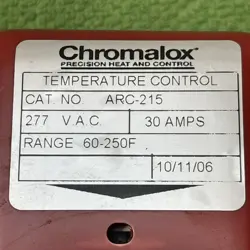 Chromalox®
PRECISION HEAT AND CONTROL
TEMPERATURE CONTROL
CAT. NO. ARC-215
277 V.A.C. 30 AMPS
RANGE 60-250F
10/11/06